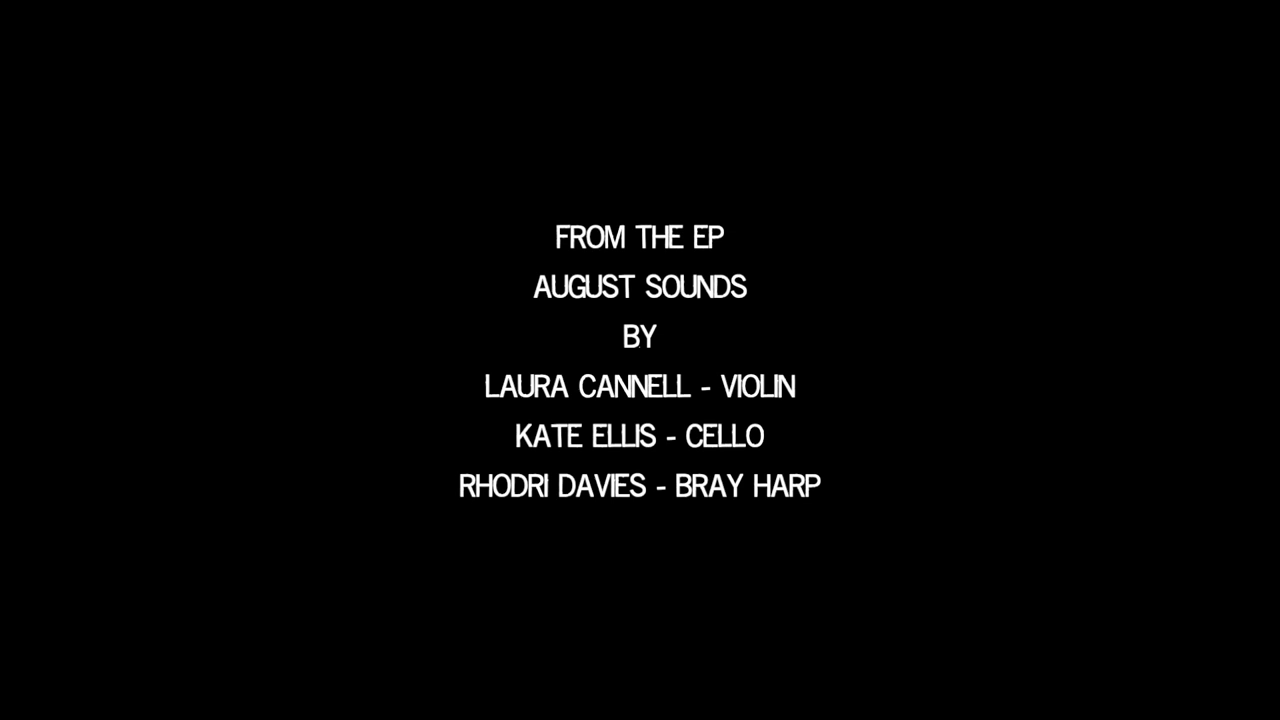 FROM THE EP
AUGUST SOUNDS
BY
LAURA CANNELL - VIOLIN
KATE ELLIS - CELLO
RHODRI DAVIES - BRAY HARP